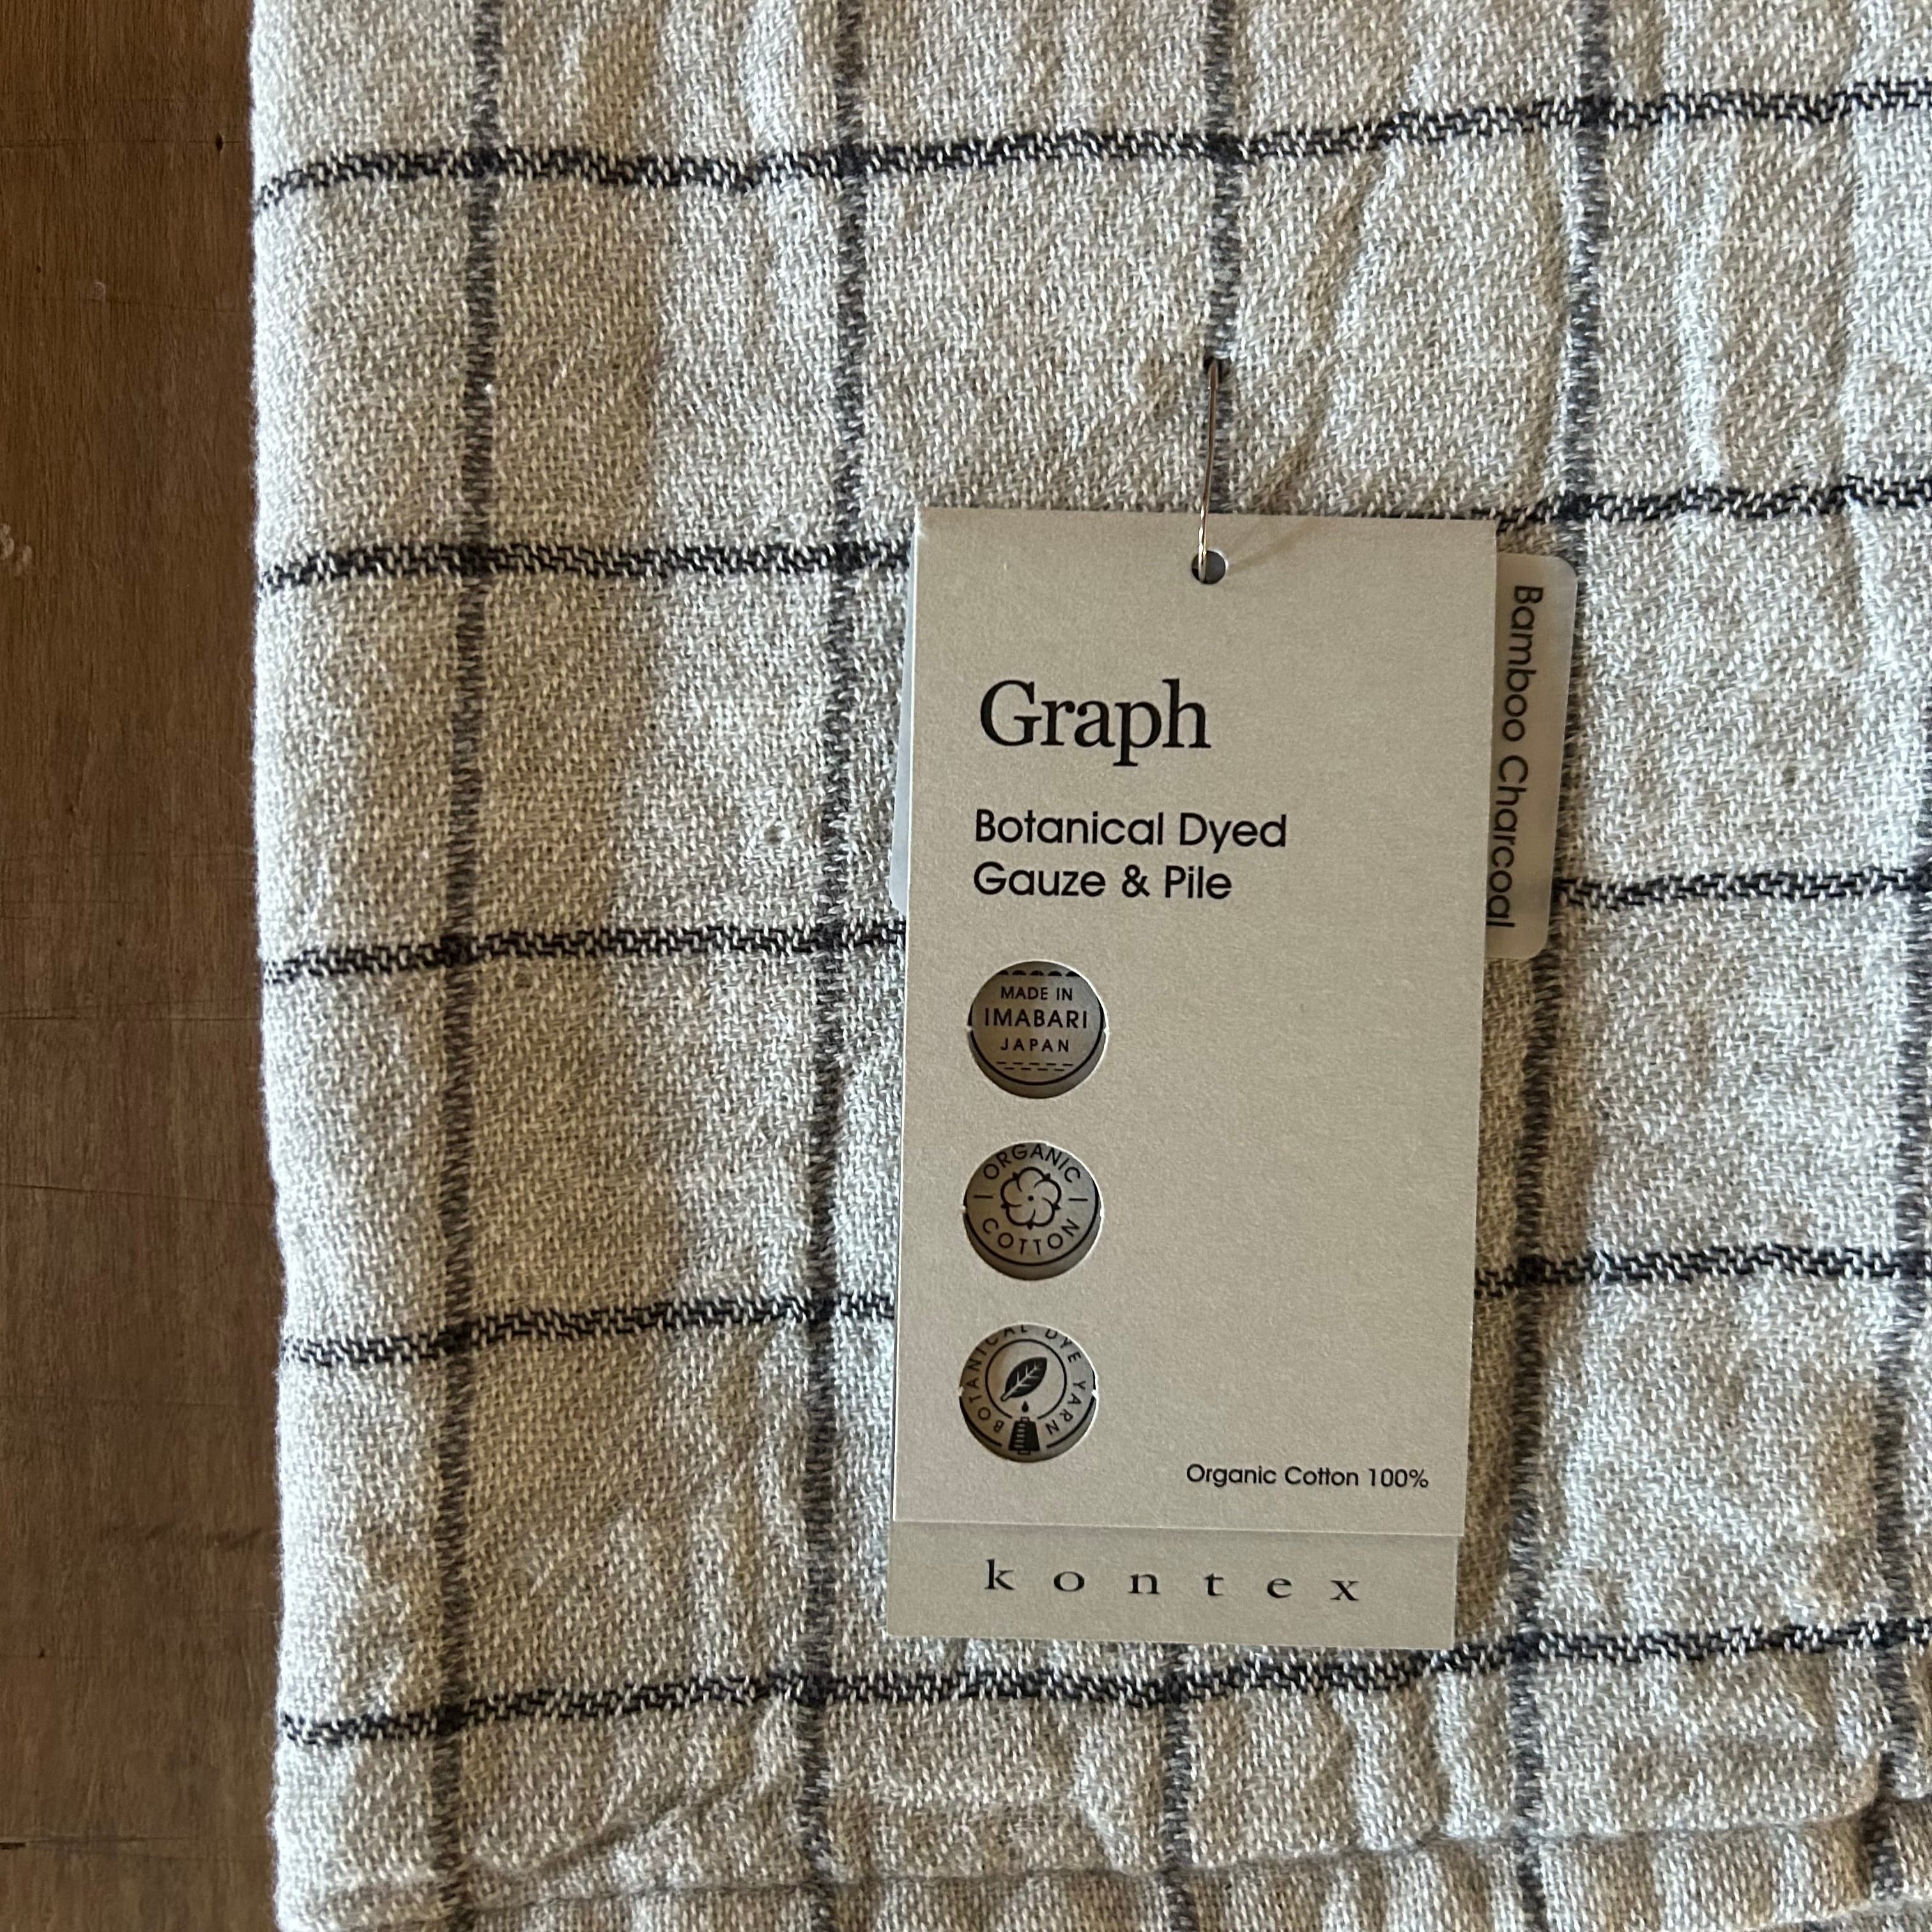 Graph
Botanical Dyed
Gauze & Pile
MADE IN
IMABARI
JAPAN
ORGANIC
COTTON
BOTANICAL DYE YARN
Organic Cotton 100%
kontex
Bamboo Charcoal